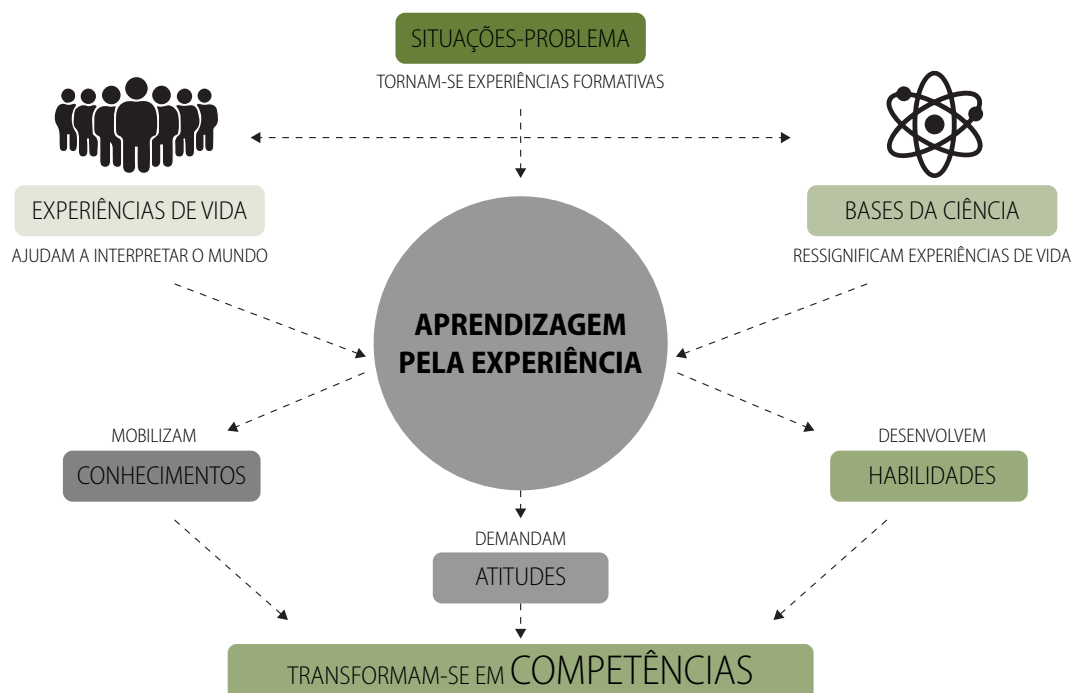 SITUAÇÕES-PROBLEMA
TORNAM-SE EXPERIÊNCIAS FORMATIVAS
EXPERIÊNCIAS DE VIDA
AJUDAM A INTERPRETAR O MUNDO
BASES DA CIÊNCIA
RESSIGNIFICAM EXPERIÊNCIAS DE VIDA
APRENDIZAGEM
PELA EXPERIÊNCIA
MOBILIZAM
CONHECIMENTOS
DESENVOLVEM
HABILIDADES
DEMANDAM
ATITUDES
TRANSFORMAM-SE EM COMPETÊNCIAS